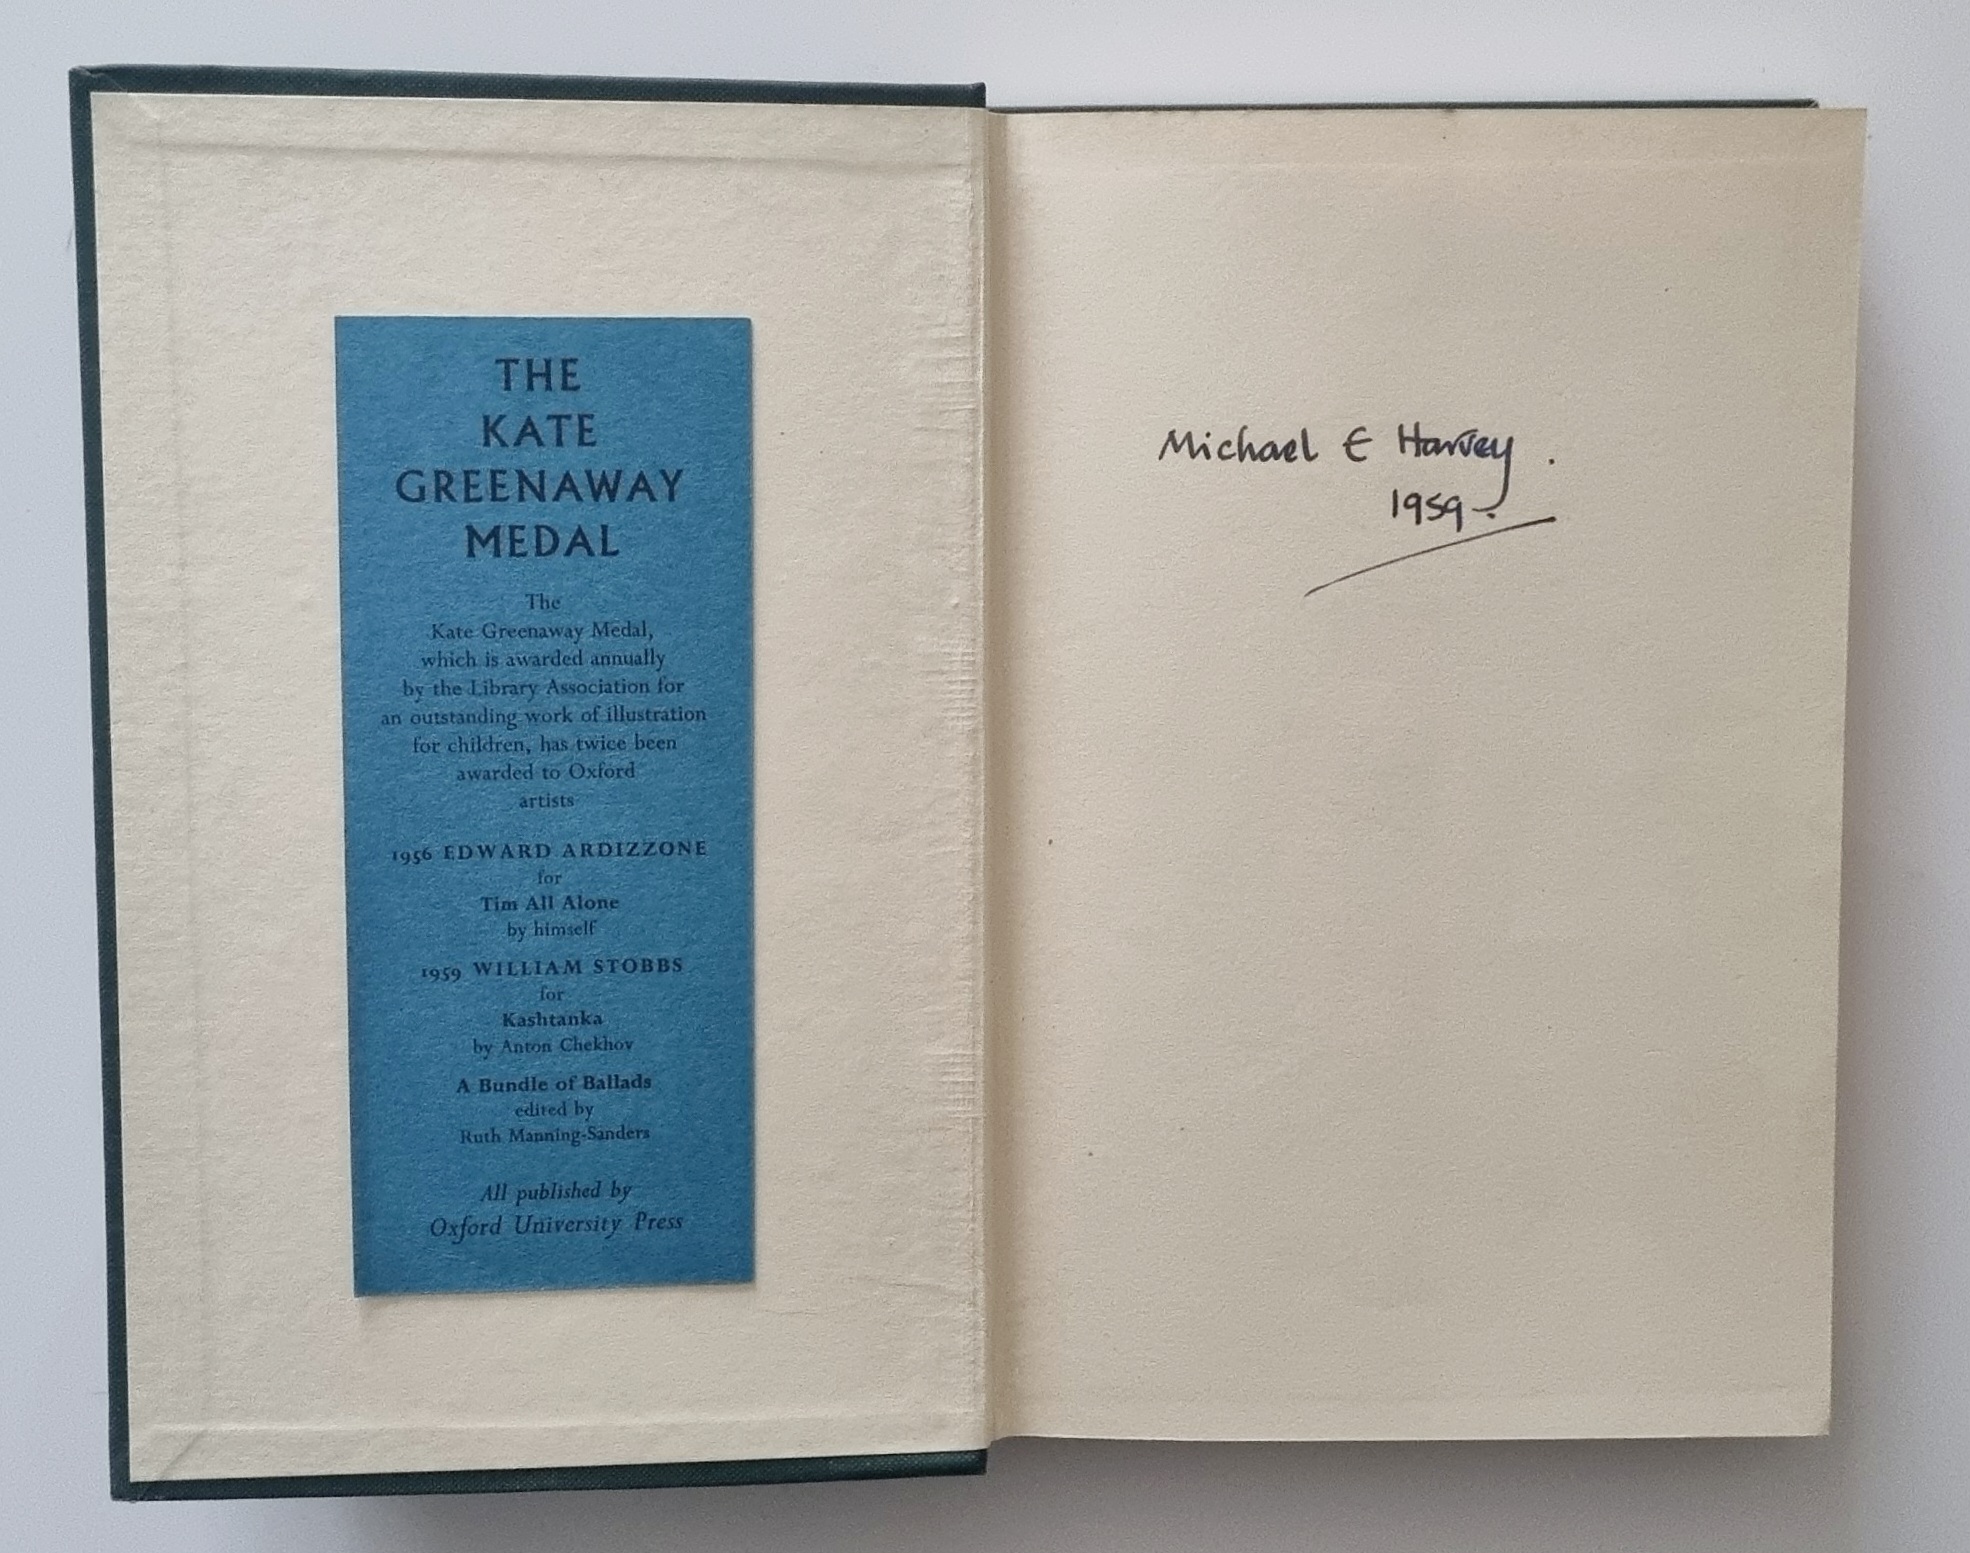 THE
KATE
GREENAWAY
MEDAL
The
Kate Greenaway Medal,
which is awarded annually
by the Library Association for
an outstanding work of illustration
for children, has twice been
awarded to Oxford
artists
1956 EDWARD ARDIZZONE
for
Tim All Alone
by himself
1959 WILLIAM STOBBS
for
Kashtanka
by Anton Chekhov
A Bundle of Ballads
edited by
Ruth Manning-Sanders
All published by
Oxford University Press
Michael E Harvey.
1959-